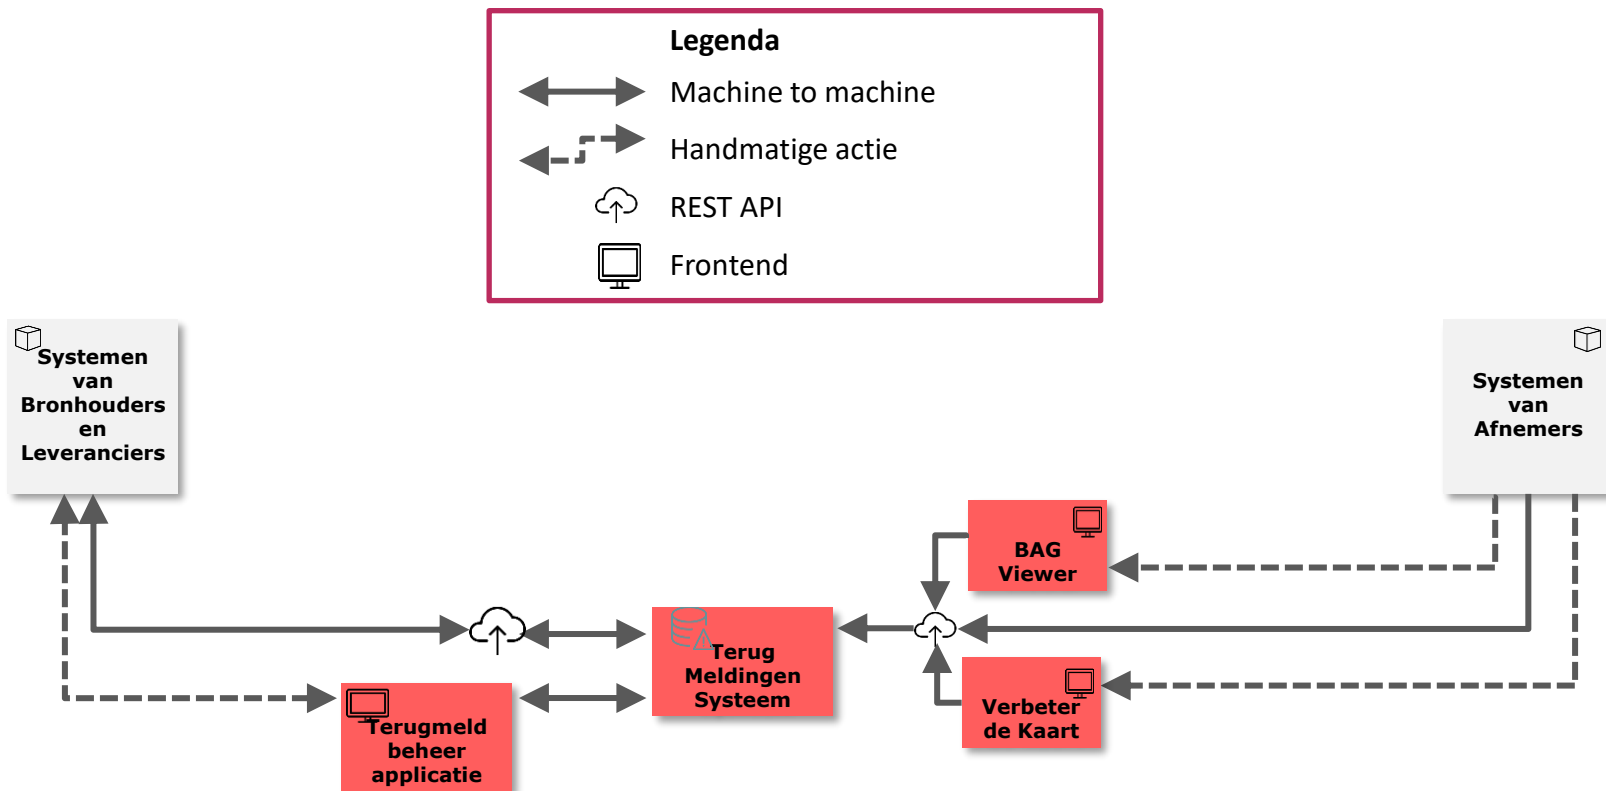 Legenda
Machine to machine
Handmatige actie
REST API
Frontend
Systemen
van
Bronhouders
en
Leveranciers
Systemen
van
Afnemers
BAG
Viewer
Terug
Meldingen
Systeem
Verbeter
de Kaart
Terugmeld
beheer
applicatie